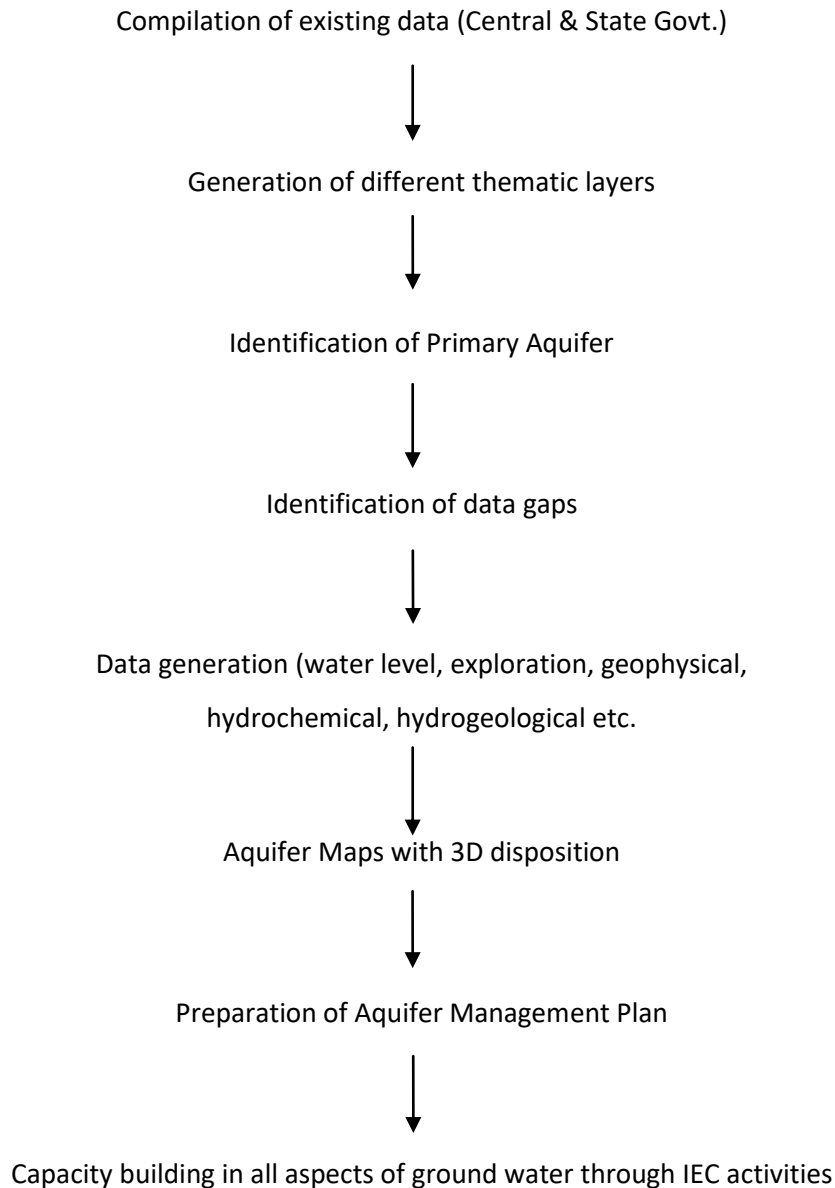 Compilation of existing data (Central & State Govt.)
Generation of different thematic layers
Identification of Primary Aquifer
Identification of data gaps
Data generation (water level, exploration, geophysical,
hydrochemical, hydrogeological etc.
Aquifer Maps with 3D disposition
Preparation of Aquifer Management Plan
Capacity building in all aspects of ground water through IEC activities